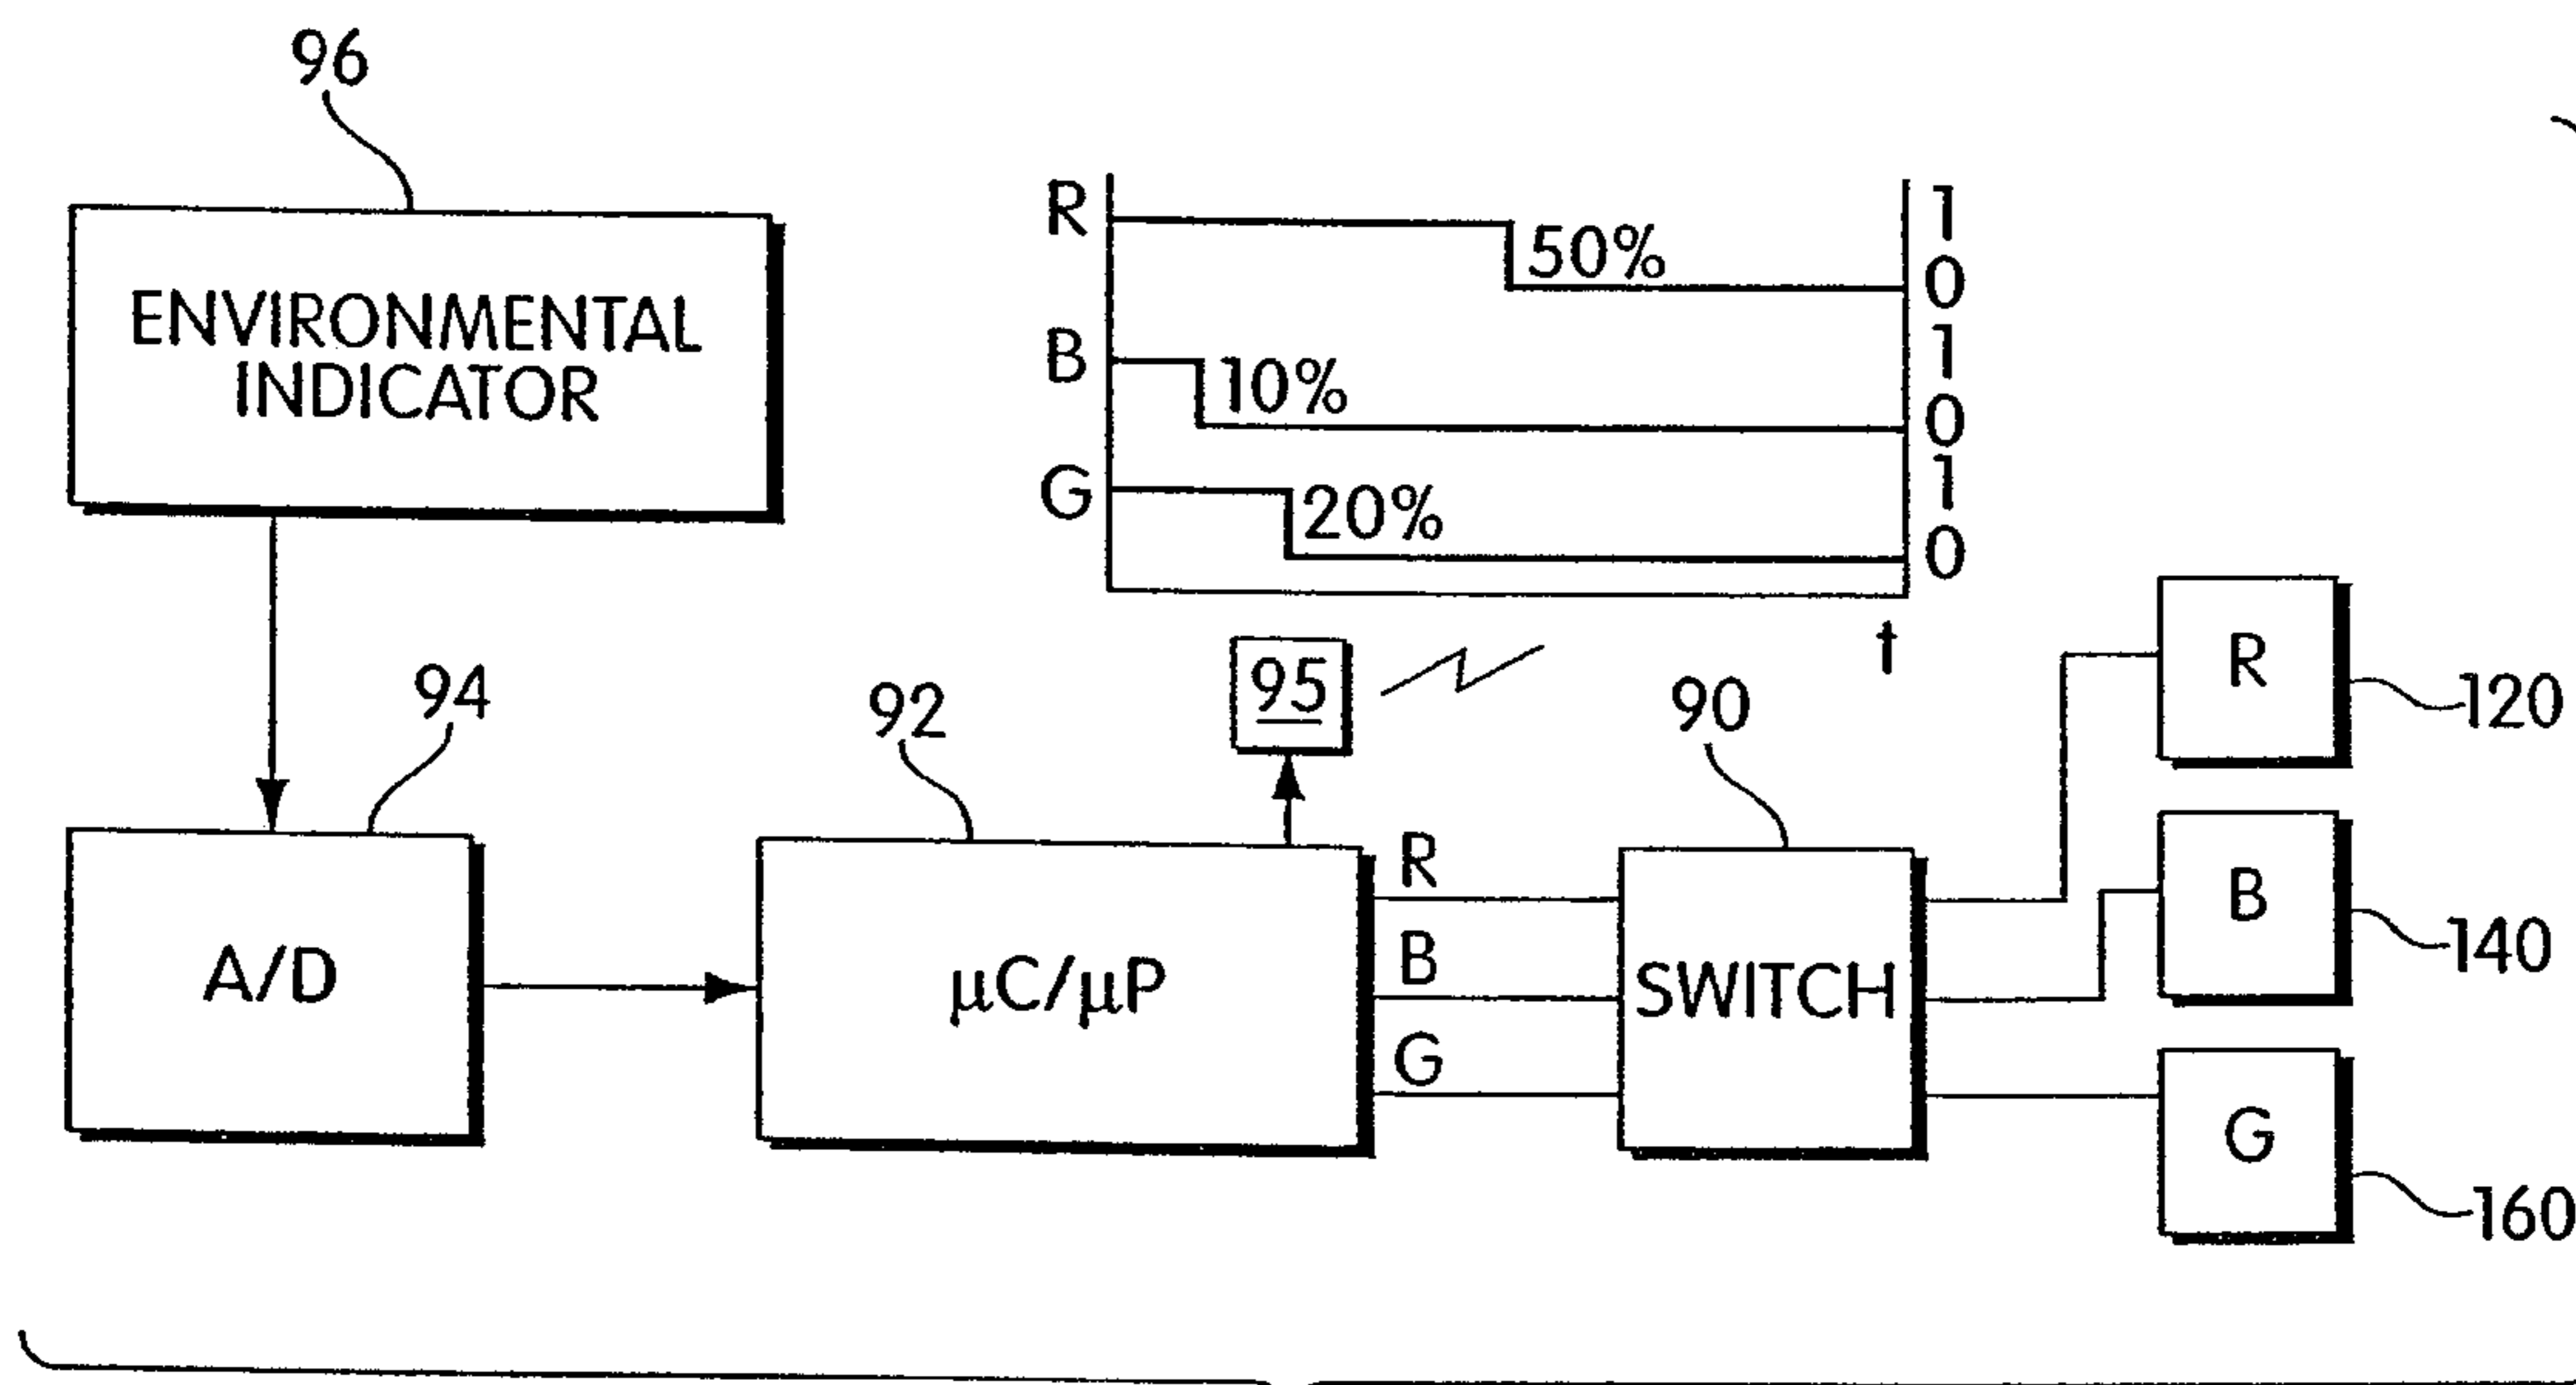 96
ENVIRONMENTAL
INDICATOR
R 50% 1
0
B 10% 1
0
G 20% 1
0
t
95
94
92
90
R
120
A/D
µC/µP
R
B
G
SWITCH
B
140
G
160